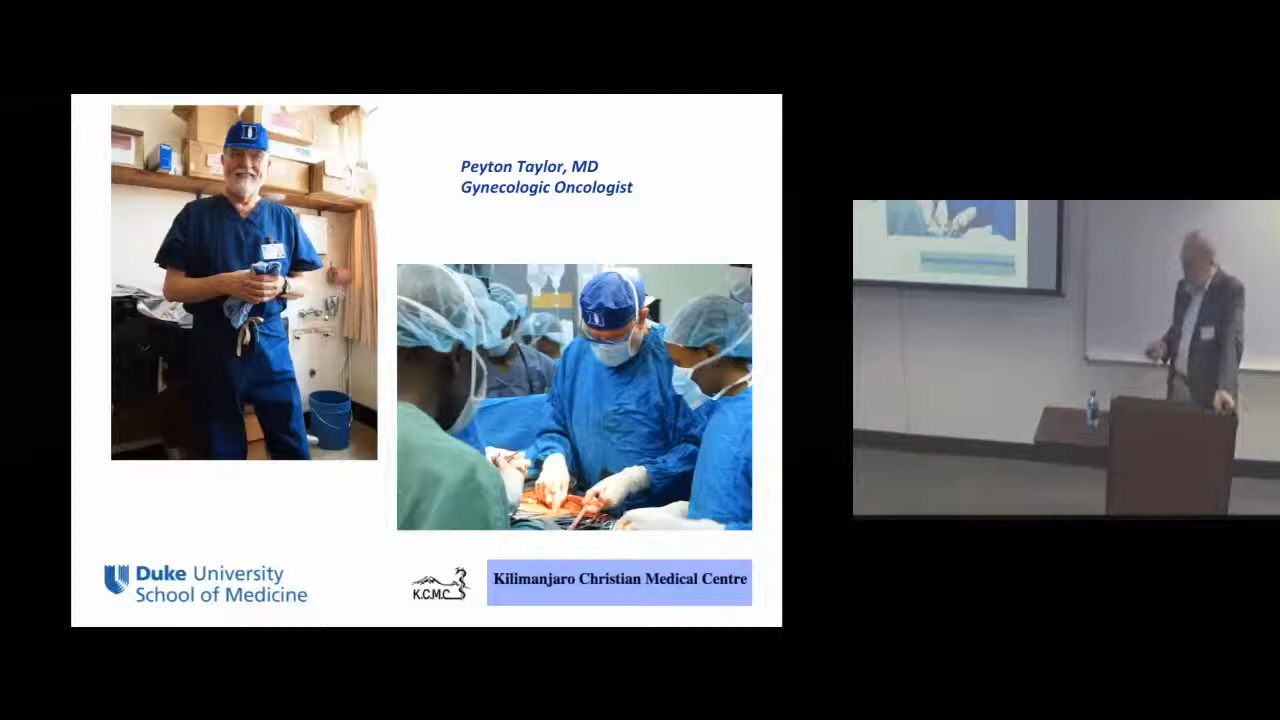 Peyton Taylor, MD
Gynecologic Oncologist
Duke University
School of Medicine
K.C.M.C
Kilimanjaro Christian Medical Centre